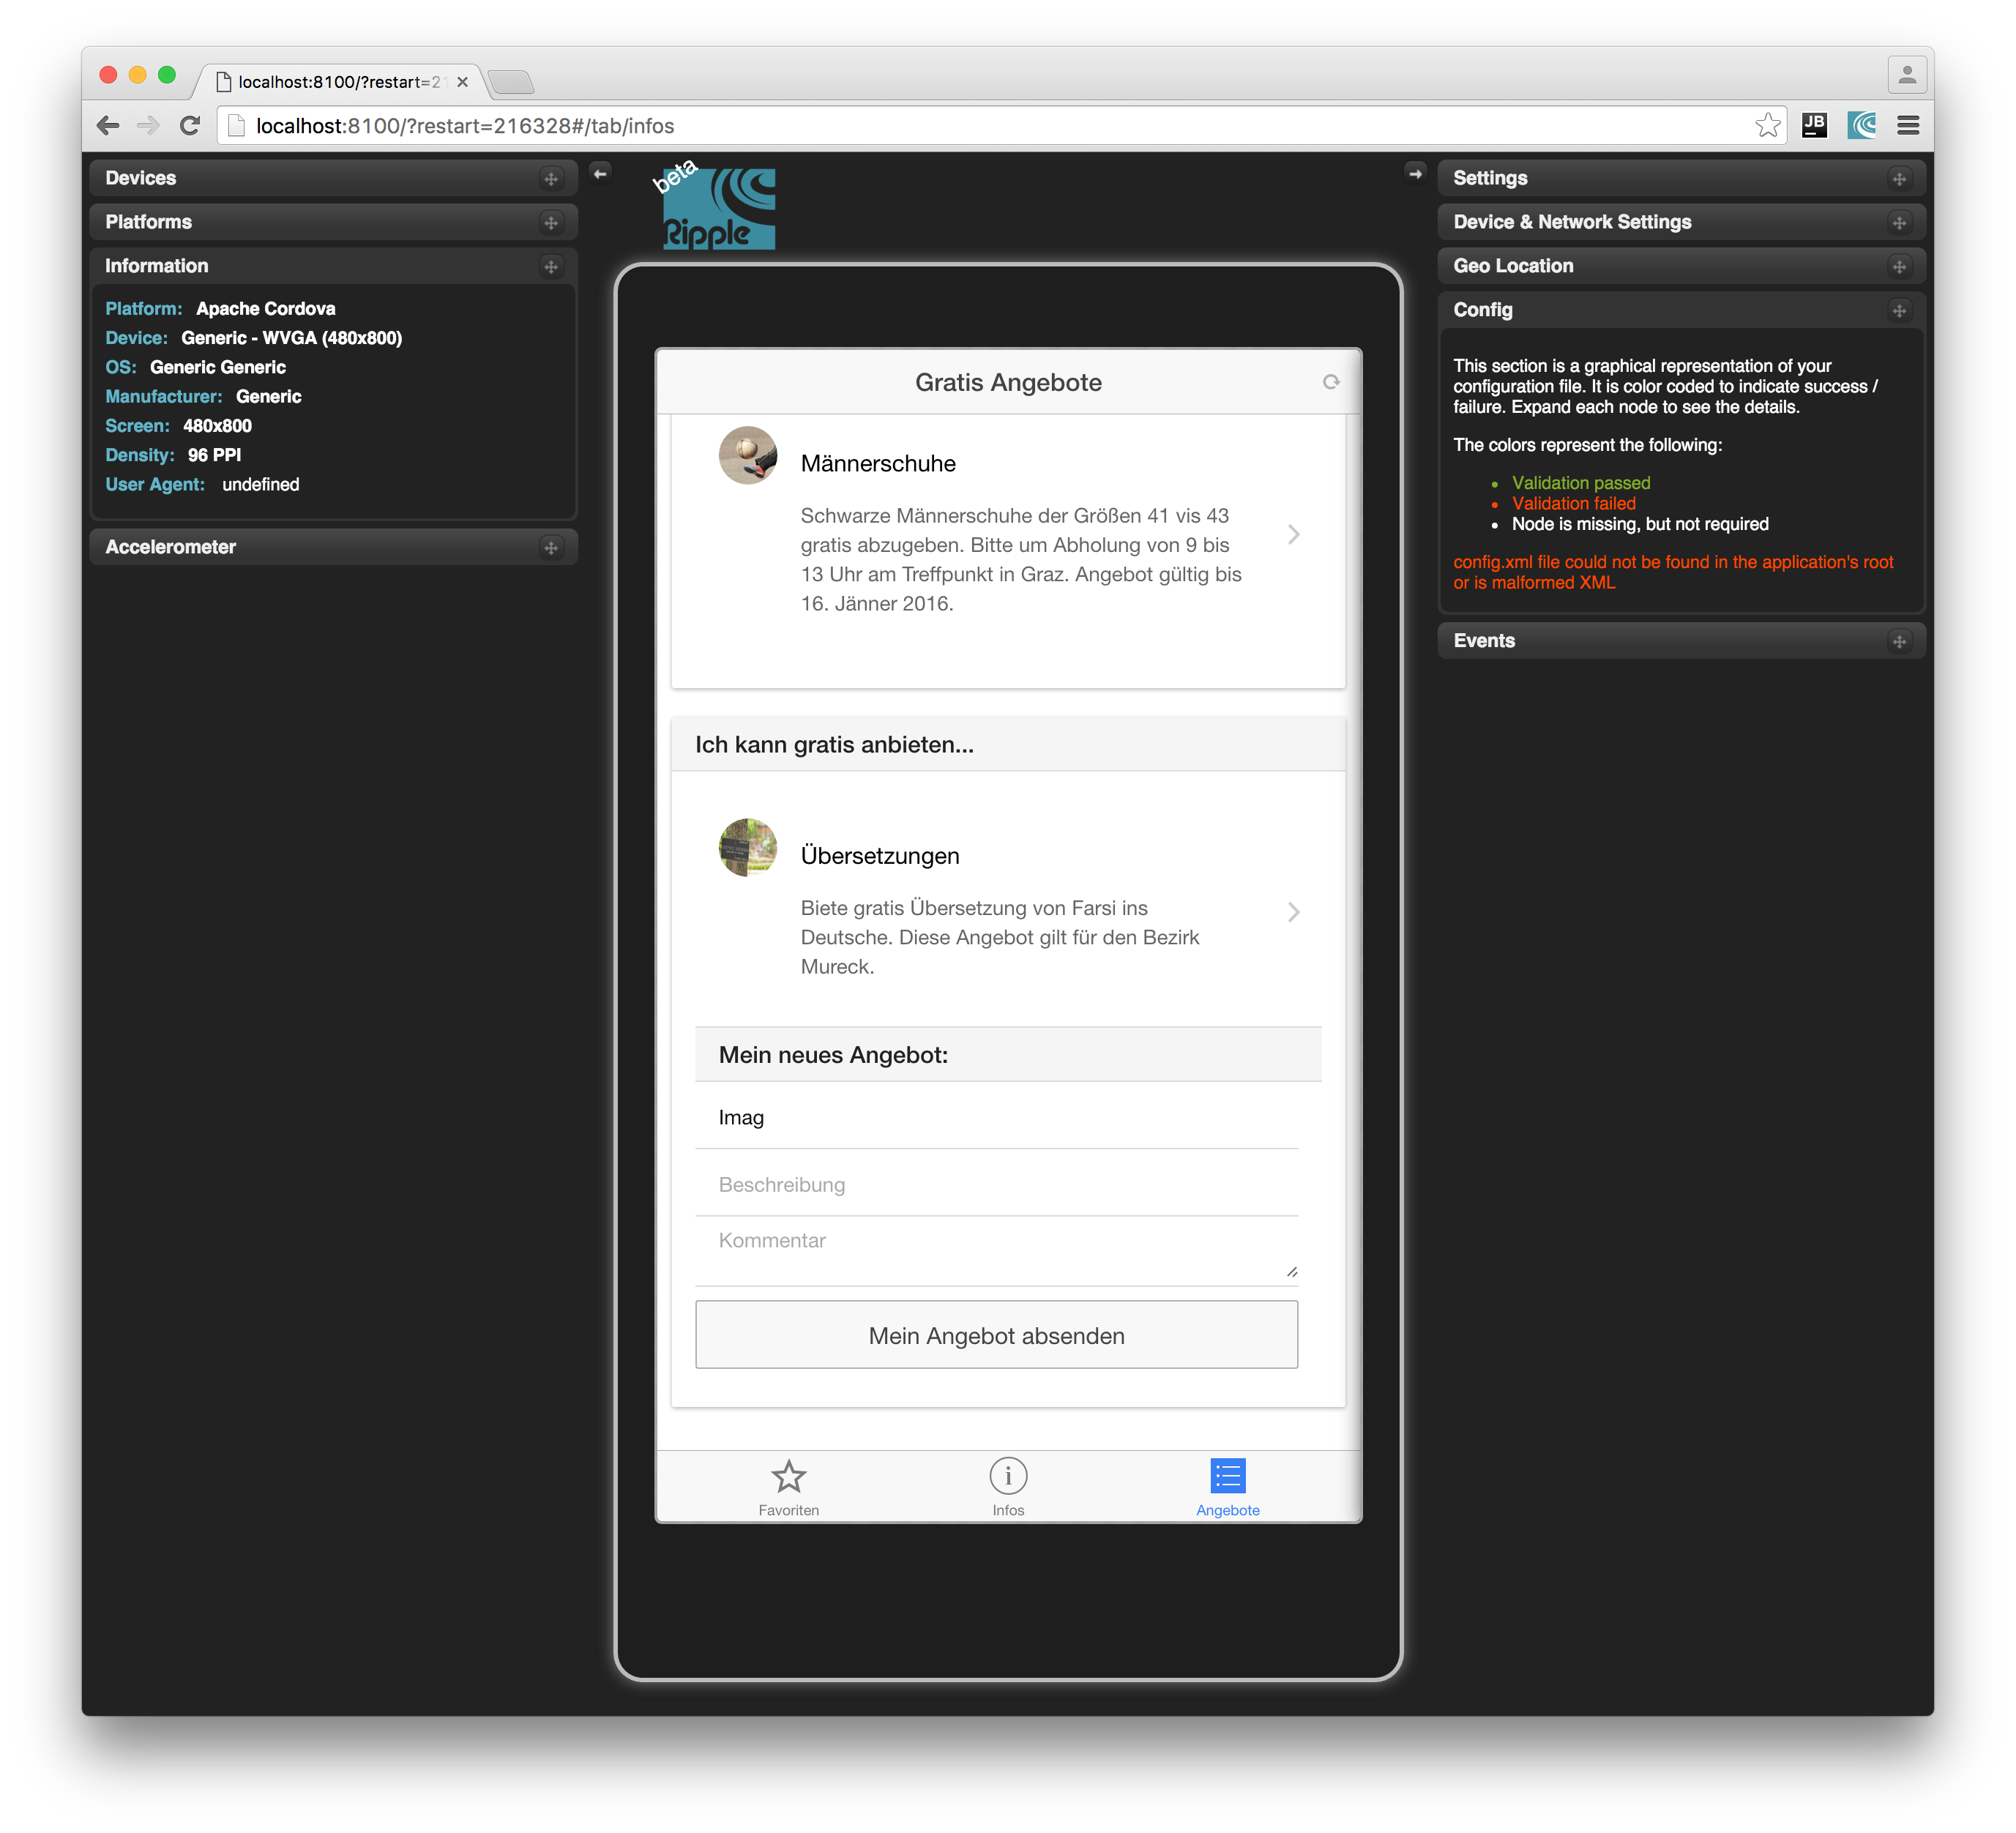 localhost:8100/?restart=21
localhost:8100/?restart=216328#/tab/infos
JB
Devices
Platforms
Information
Platform: Apache Cordova
Device: Generic - WVGA (480x800)
OS: Generic Generic
Manufacturer: Generic
Screen: 480x800
Density: 96 PPI
User Agent: undefined
Accelerometer
beta
Ripple
Gratis Angebote
Männerschuhe
Schwarze Männerschuhe der Größen 41 vis 43
gratis abzugeben. Bitte um Abholung von 9 bis
13 Uhr am Treffpunkt in Graz. Angebot gültig bis
16. Jänner 2016.
Ich kann gratis anbieten...
Übersetzungen
Biete gratis Übersetzung von Farsi ins
Deutsche. Diese Angebot gilt für den Bezirk
Mureck.
Mein neues Angebot:
Imag
Beschreibung
Kommentar
Mein Angebot absenden
Favoriten
Infos
Angebote
Settings
Device & Network Settings
Geo Location
Config
This section is a graphical representation of your
configuration file. It is color coded to indicate success /
failure. Expand each node to see the details.
The colors represent the following:
Validation passed
Validation failed
Node is missing, but not required
config.xml file could not be found in the application's root
or is malformed XML
Events